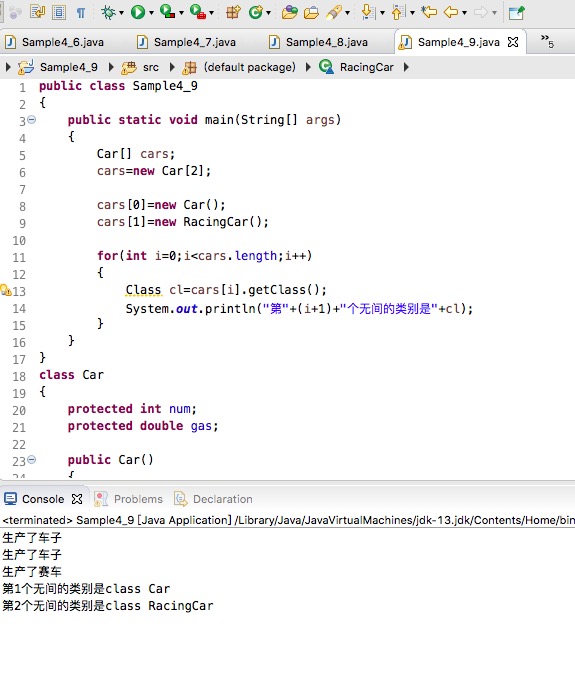 Sample4_6.java Sample4_7.java Sample4_8.java Sample4_9.java »5
Sample4_9 src (default package) RacingCar
1 public class Sample4_9
2 {
3 public static void main(String[] args)
4 {
5 Car[] cars;
6 cars=new Car[2];
7
8 cars[0]=new Car();
9 cars[1]=new RacingCar();
10
11 for(int i=0;i<cars.length;i++)
12 {
13 Class cl=cars[i].getClass();
14 System.out.println("第"+(i+1)+"个无间的类别是"+cl);
15 }
16 }
17 }
18 class Car
19 {
20 protected int num;
21 protected double gas;
22
23 public Car()
24 {
Console Problems Declaration
<terminated> Sample4_9 [Java Application] /Library/Java/JavaVirtualMachines/jdk-13.jdk/Contents/Home/bin
生产了车子
生产了车子
生产了赛车
第1个无间的类别是class Car
第2个无间的类别是class RacingCar